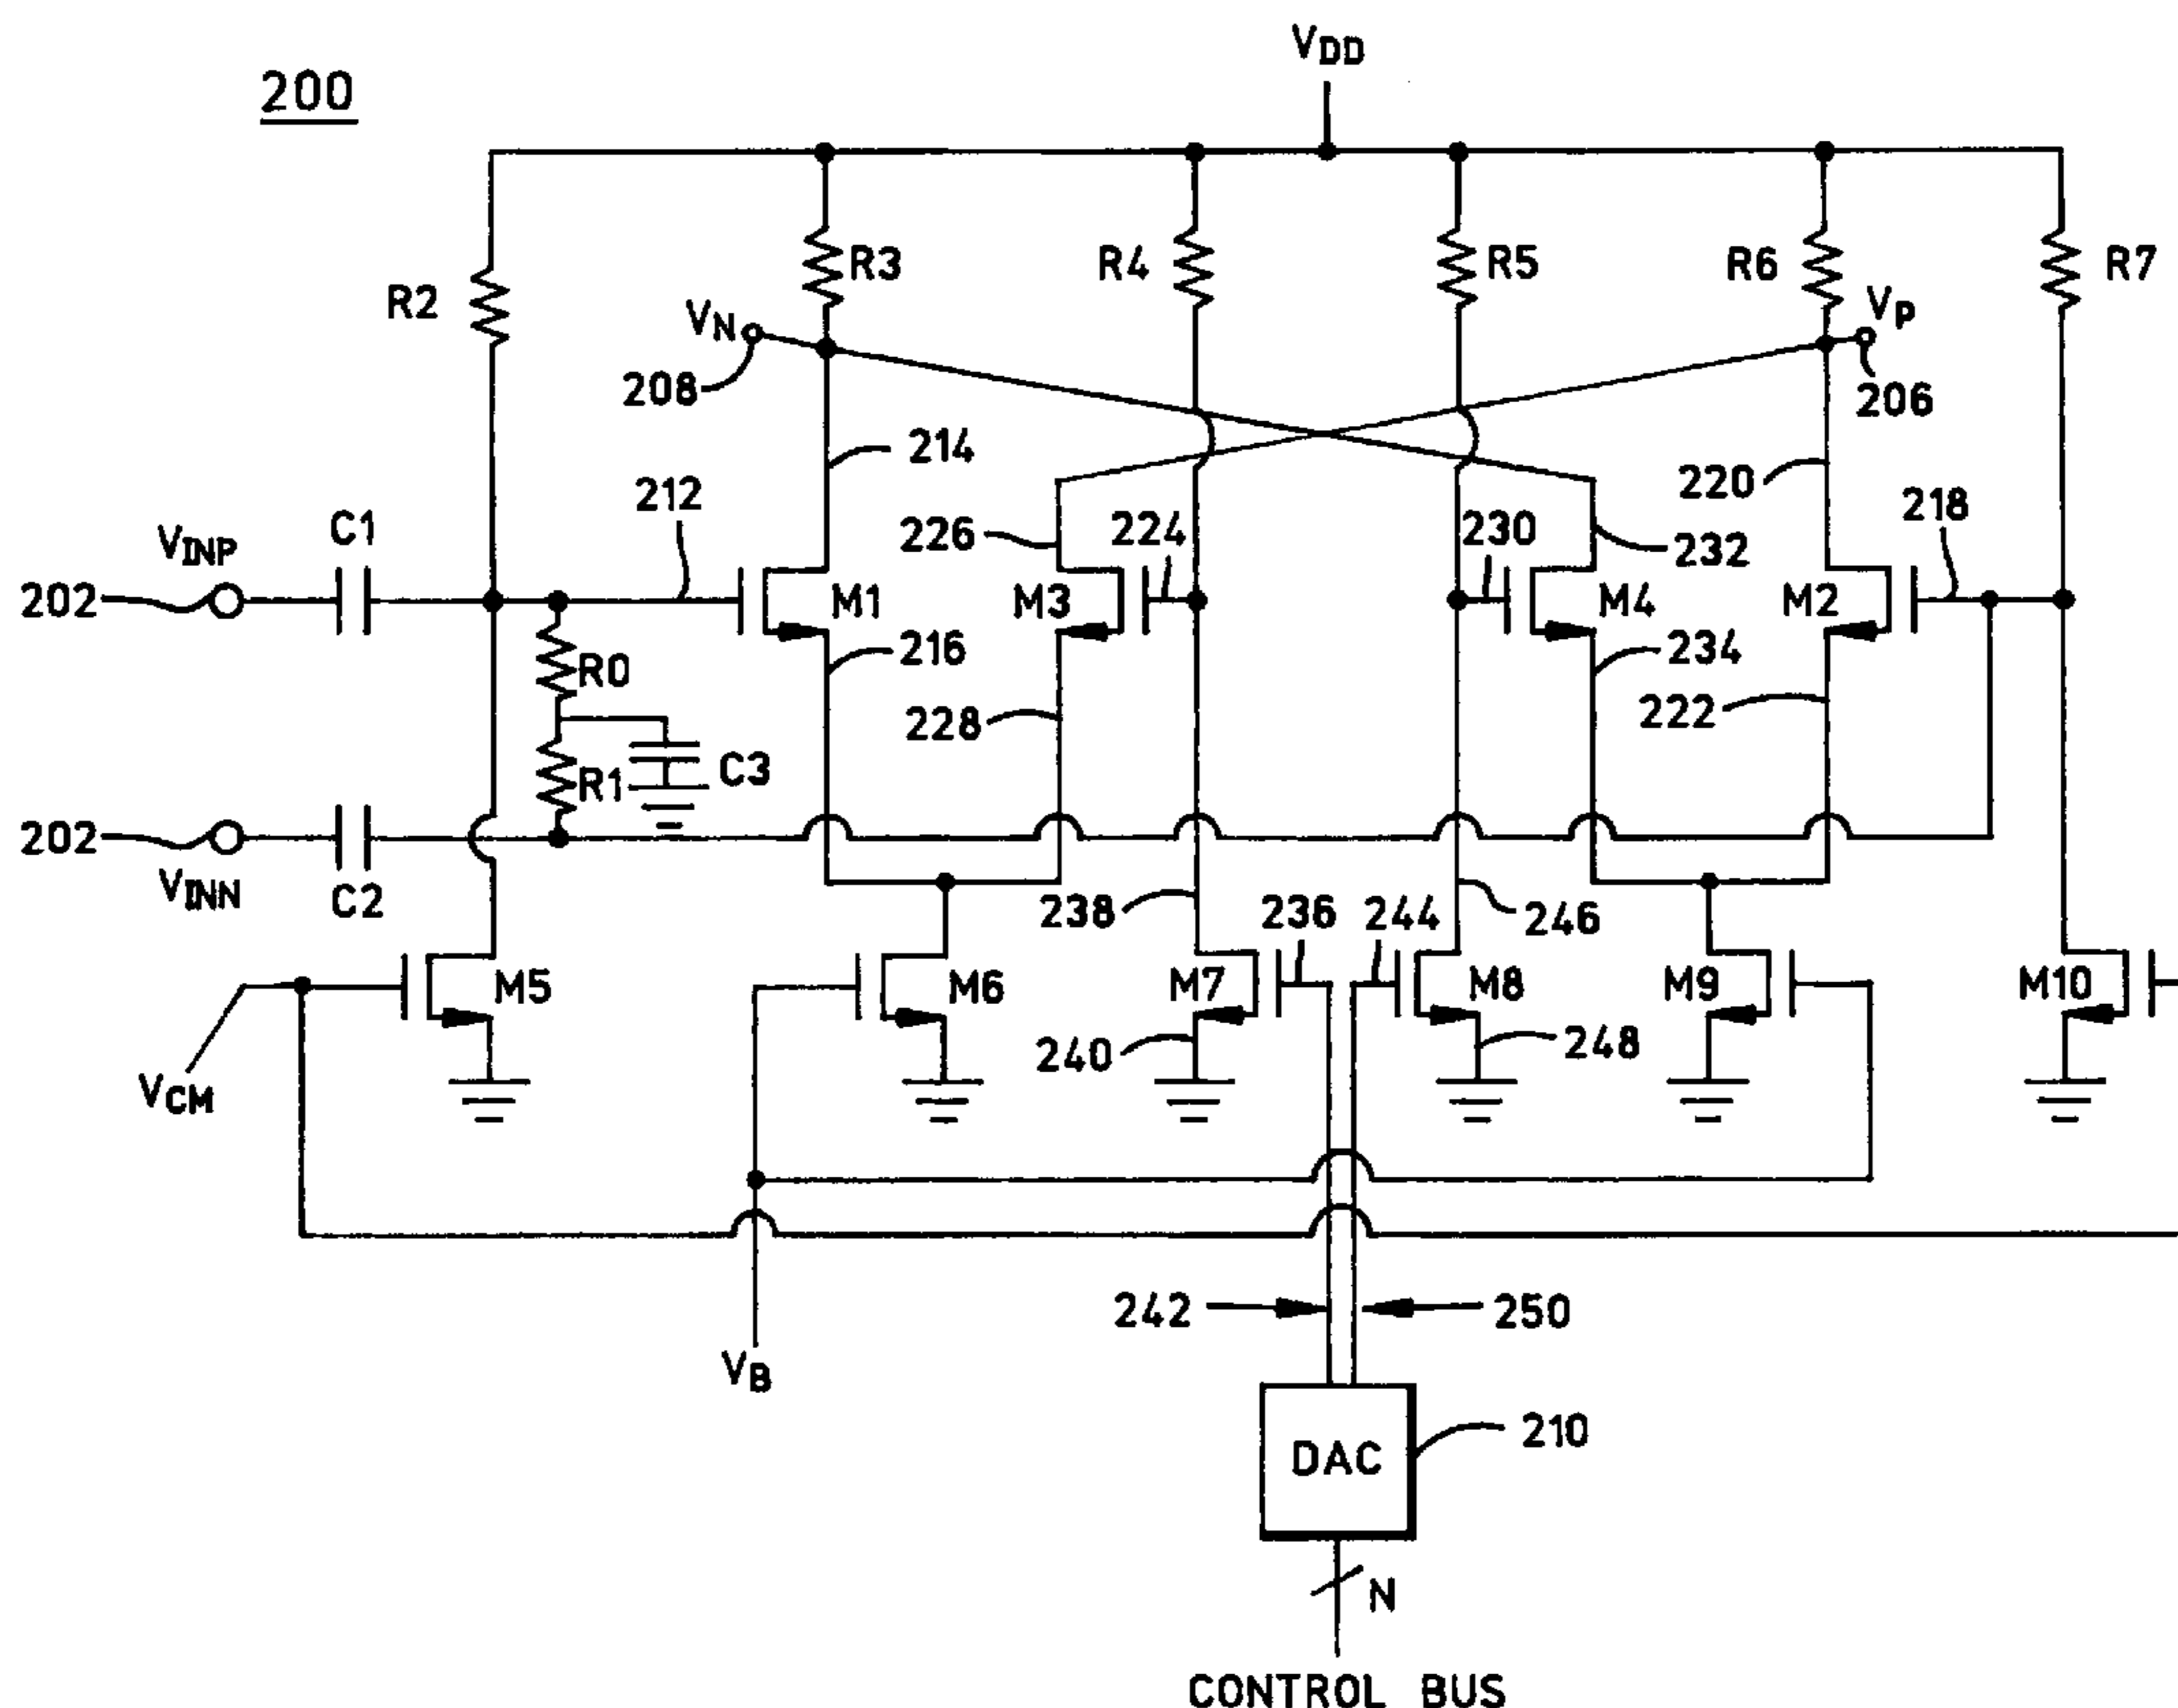 200
VDD
R2
R3
R4
R5
R6
R7
VN
VP
208
206
214
220
212
218
VINP
C1
226
224
230
232
202
M1
M3
M4
M2
R0
216
234
228
222
R1
C3
202
VINN
C2
238
236
244
246
M5
M6
M7
M8
M9
M10
240
248
VCM
242
250
VB
210
DAC
N
CONTROL BUS